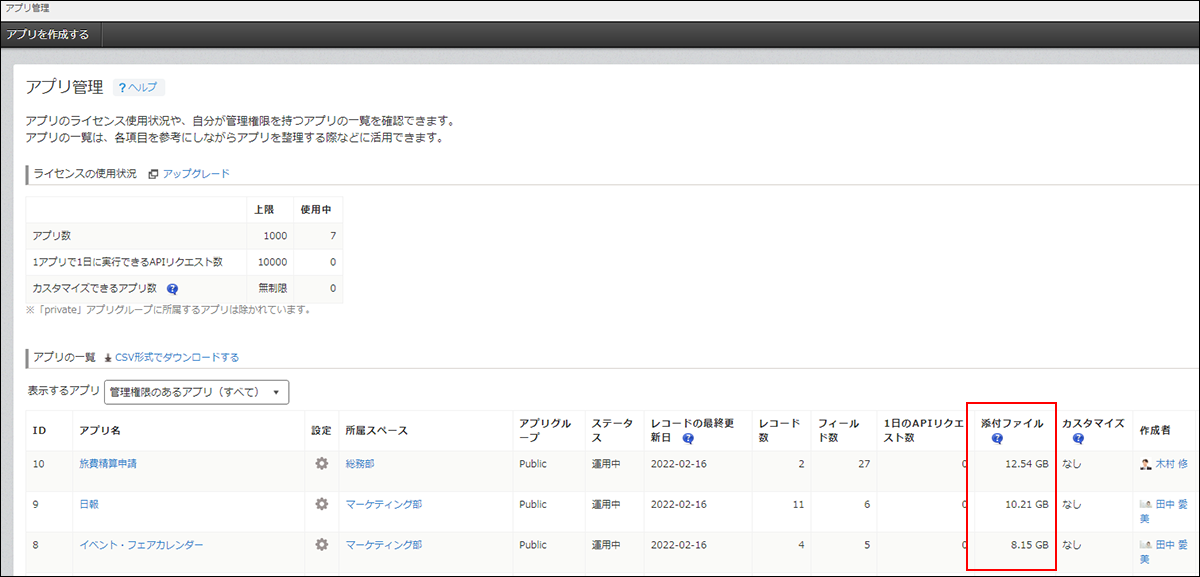 アプリ管理
アプリを作成する
アプリ管理 ?ヘルプ
アプリのライセンス使用状況や、自分が管理権限を持つアプリの一覧を確認できます。
アプリの一覧は、各項目を参考にしながらアプリを整理する際などに活用できます。
ライセンスの使用状況 アップグレード
上限 使用中
アプリ数 1000 7
1アプリで1日に実行できるAPIリクエスト数 10000 0
カスタマイズできるアプリ数 ? 無制限 0
※「private」アプリグループに所属するアプリは除かれています。
アプリの一覧 CSV形式でダウンロードする
表示するアプリ 管理権限のあるアプリ（すべて）
ID アプリ名 設定 所属スペース アプリグループ ステータス レコードの最終更新日 ? レコード数 フィールド数 1日のAPIリクエスト数 添付ファイル ? カスタマイズ ? 作成者
10 旅費精算申請 総務部 Public 運用中 2022-02-16 2 27 0 12.54 GB なし 木村 修
9 日報 マーケティング部 Public 運用中 2022-02-16 11 6 0 10.21 GB なし 田中 愛美
8 イベント・フェアカレンダー マーケティング部 Public 運用中 2022-02-16 4 5 0 8.15 GB なし 田中 愛美